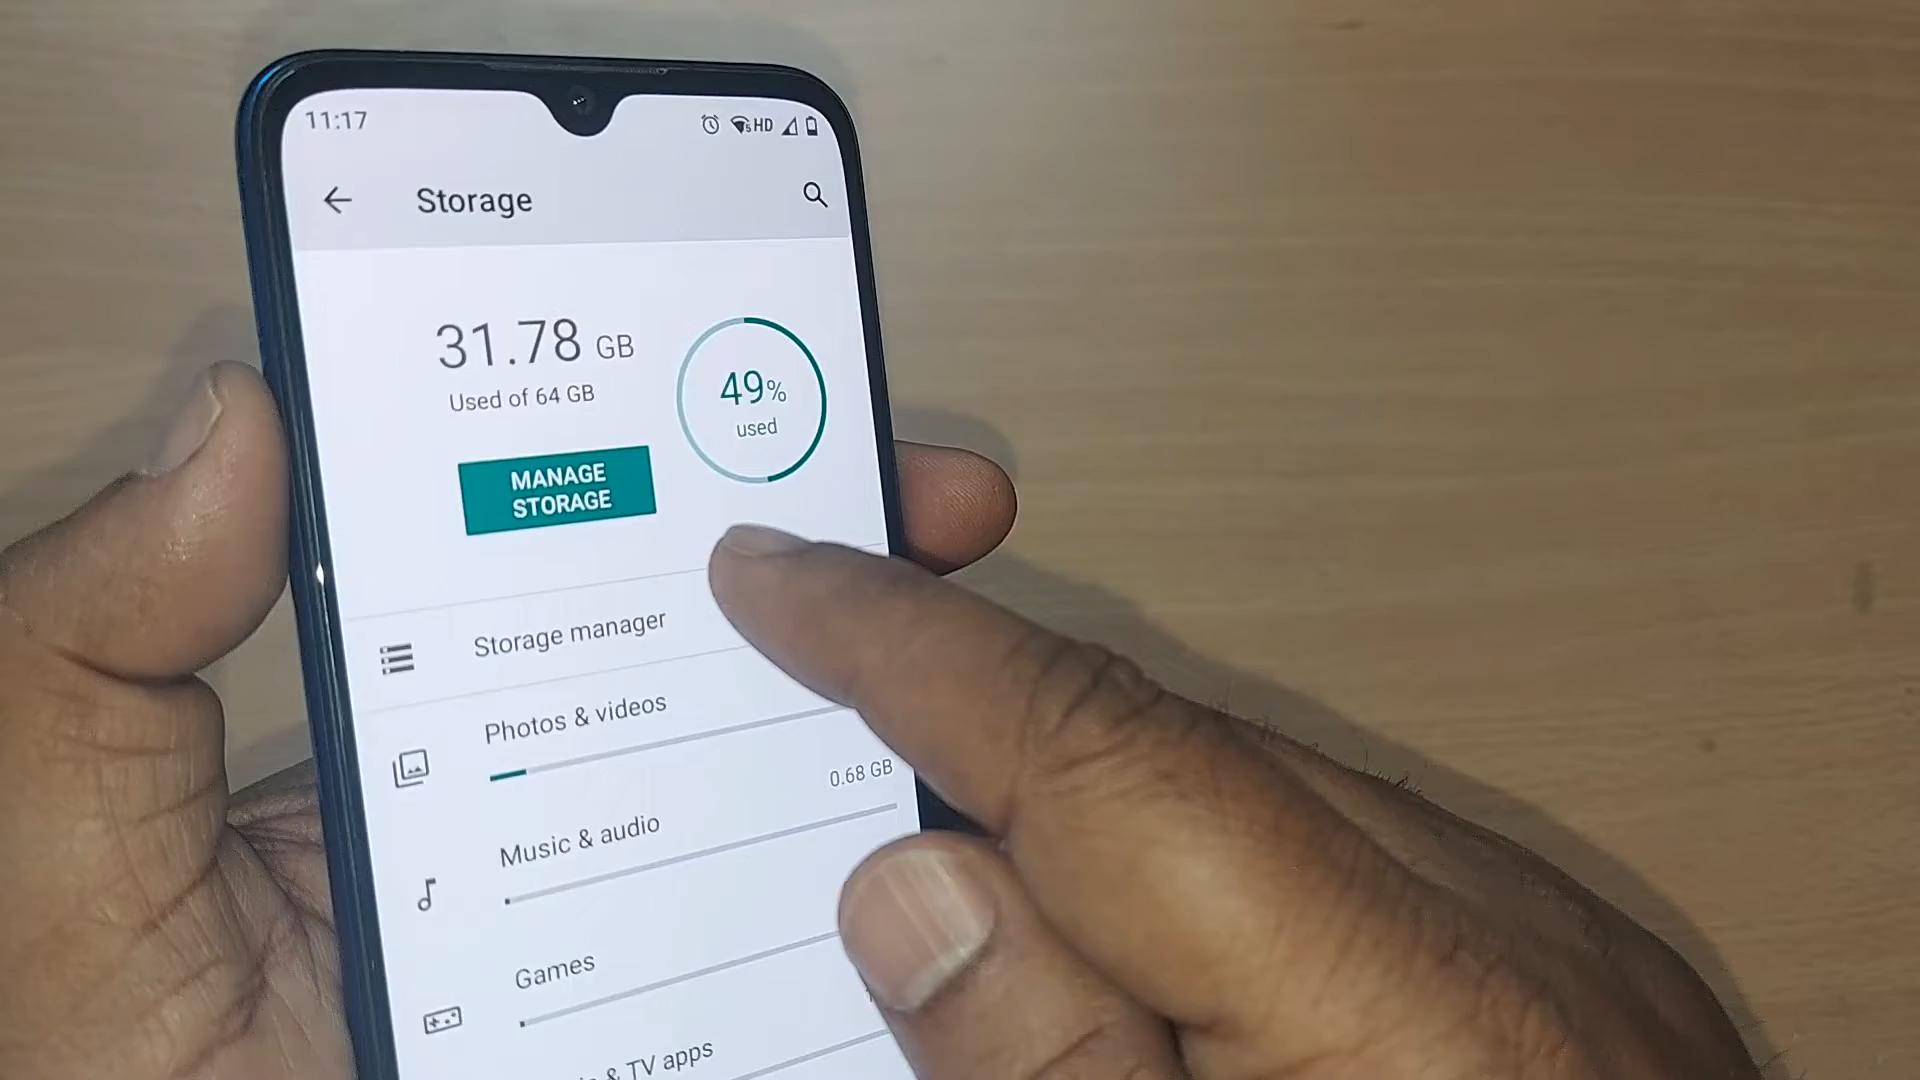 11:17
HD
Storage
31.78 GB
Used of 64 GB
49%
used
MANAGE
STORAGE
Storage manager
Photos & videos
0.68 GB
Music & audio
Games
& TV apps